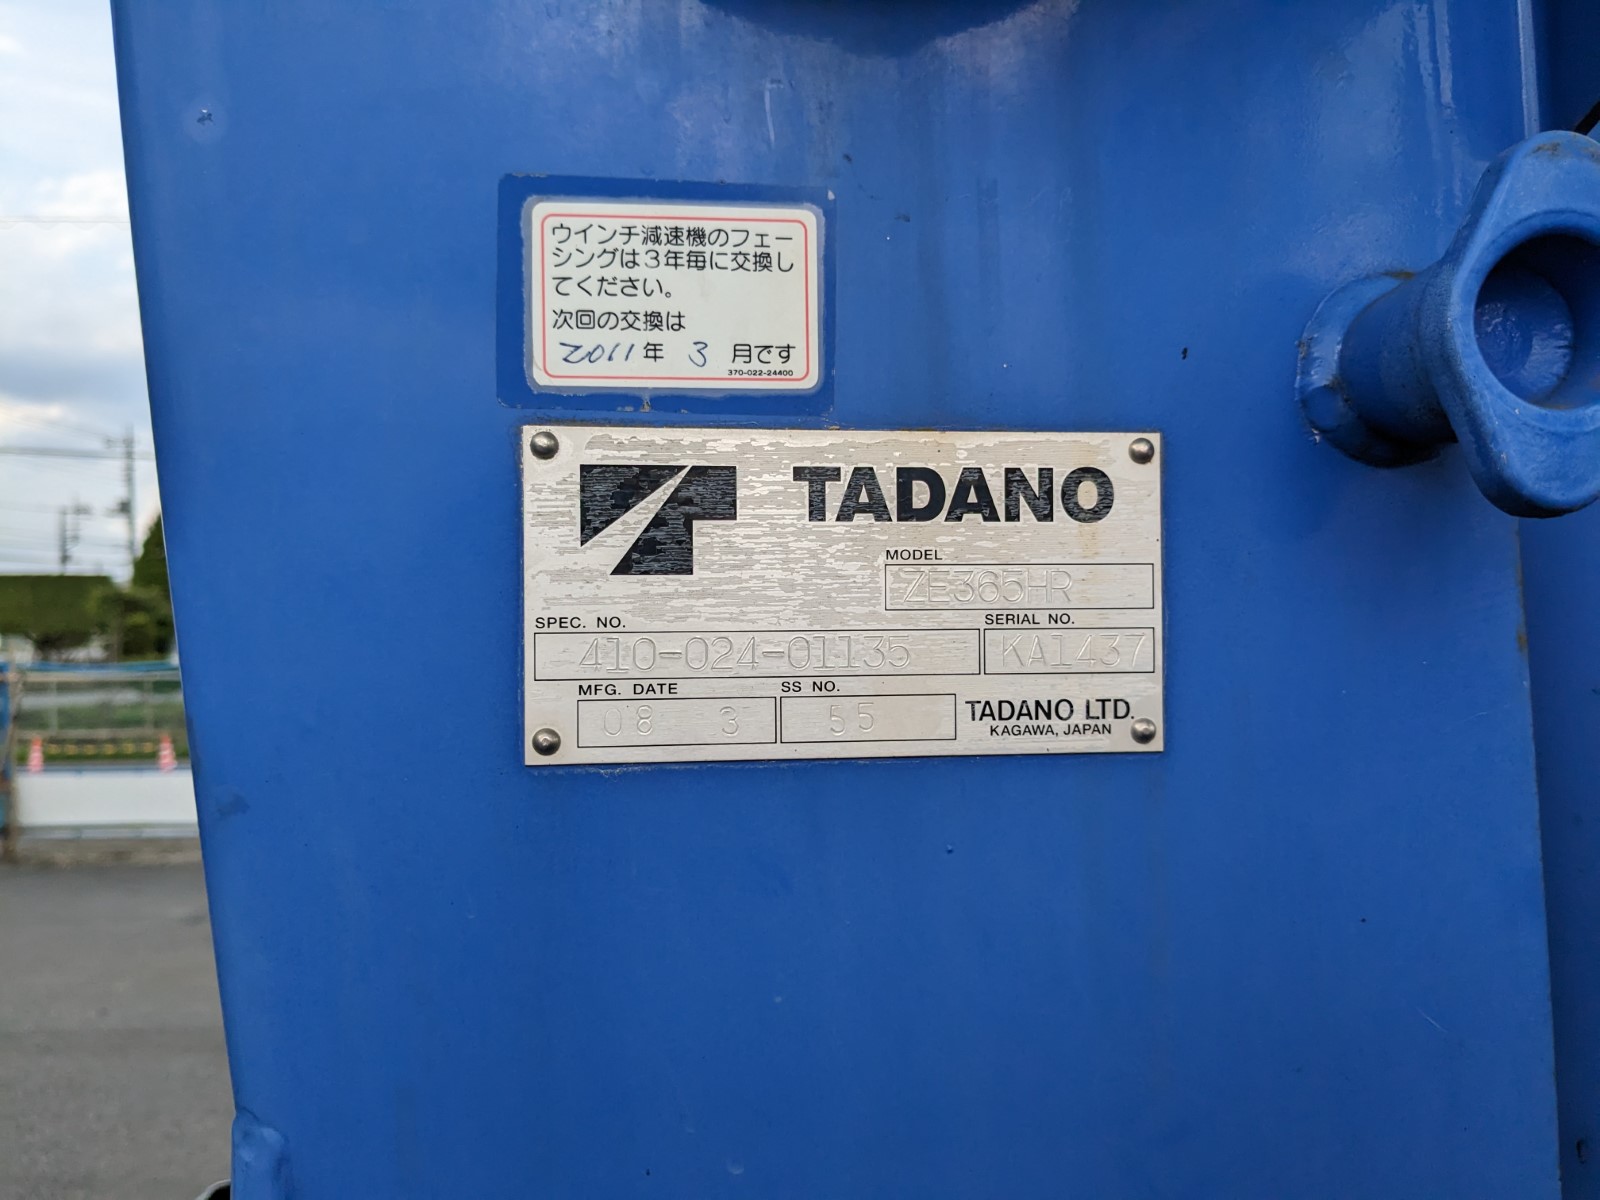 ウインチ減速機のフェー
シングは3年毎に交換し
てください。
次回の交換は
2011年 3 月です
370-022-24400
TADANO
MODEL
ZE365HR
SPEC. NO.
SERIAL NO.
410-024-01135
KA1437
MFG. DATE
SS NO.
08 3
55
TADANO LTD.
KAGAWA, JAPAN